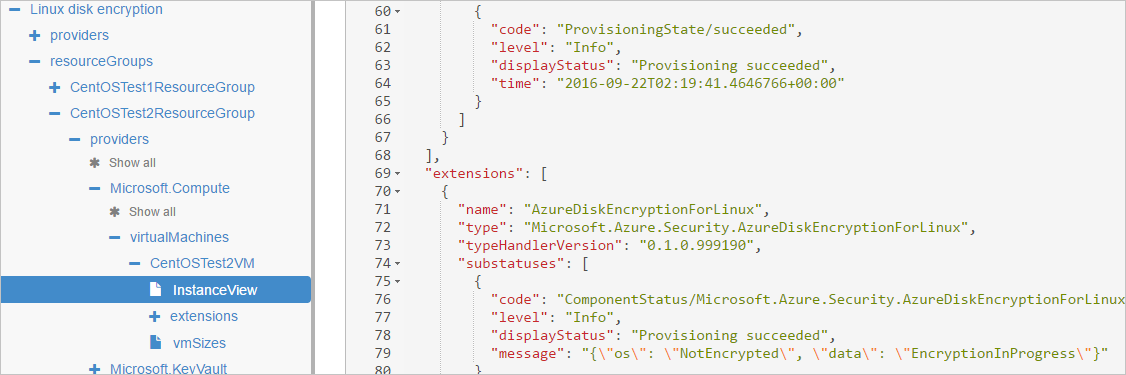 Linux disk encryption
providers
resourceGroups
CentOSTest1ResourceGroup
CentOSTest2ResourceGroup
providers
Show all
Microsoft.Compute
Show all
virtualMachines
CentOSTest2VM
InstanceView
extensions
vmSizes
Microsoft.KeyVault
60 {
61 "code": "ProvisioningState/succeeded",
62 "level": "Info",
63 "displayStatus": "Provisioning succeeded",
64 "time": "2016-09-22T02:19:41.4646766+00:00"
65 }
66 ]
67 }
68 ],
69 "extensions": [
70 {
71 "name": "AzureDiskEncryptionForLinux",
72 "type": "Microsoft.Azure.Security.AzureDiskEncryptionForLinux",
73 "typeHandlerVersion": "0.1.0.999190",
74 "substatuses": [
75 {
76 "code": "ComponentStatus/Microsoft.Azure.Security.AzureDiskEncryptionForLinux
77 "level": "Info",
78 "displayStatus": "Provisioning succeeded",
79 "message": "{\"os\": \"NotEncrypted\", \"data\": \"EncryptionInProgress\"}"
80 }